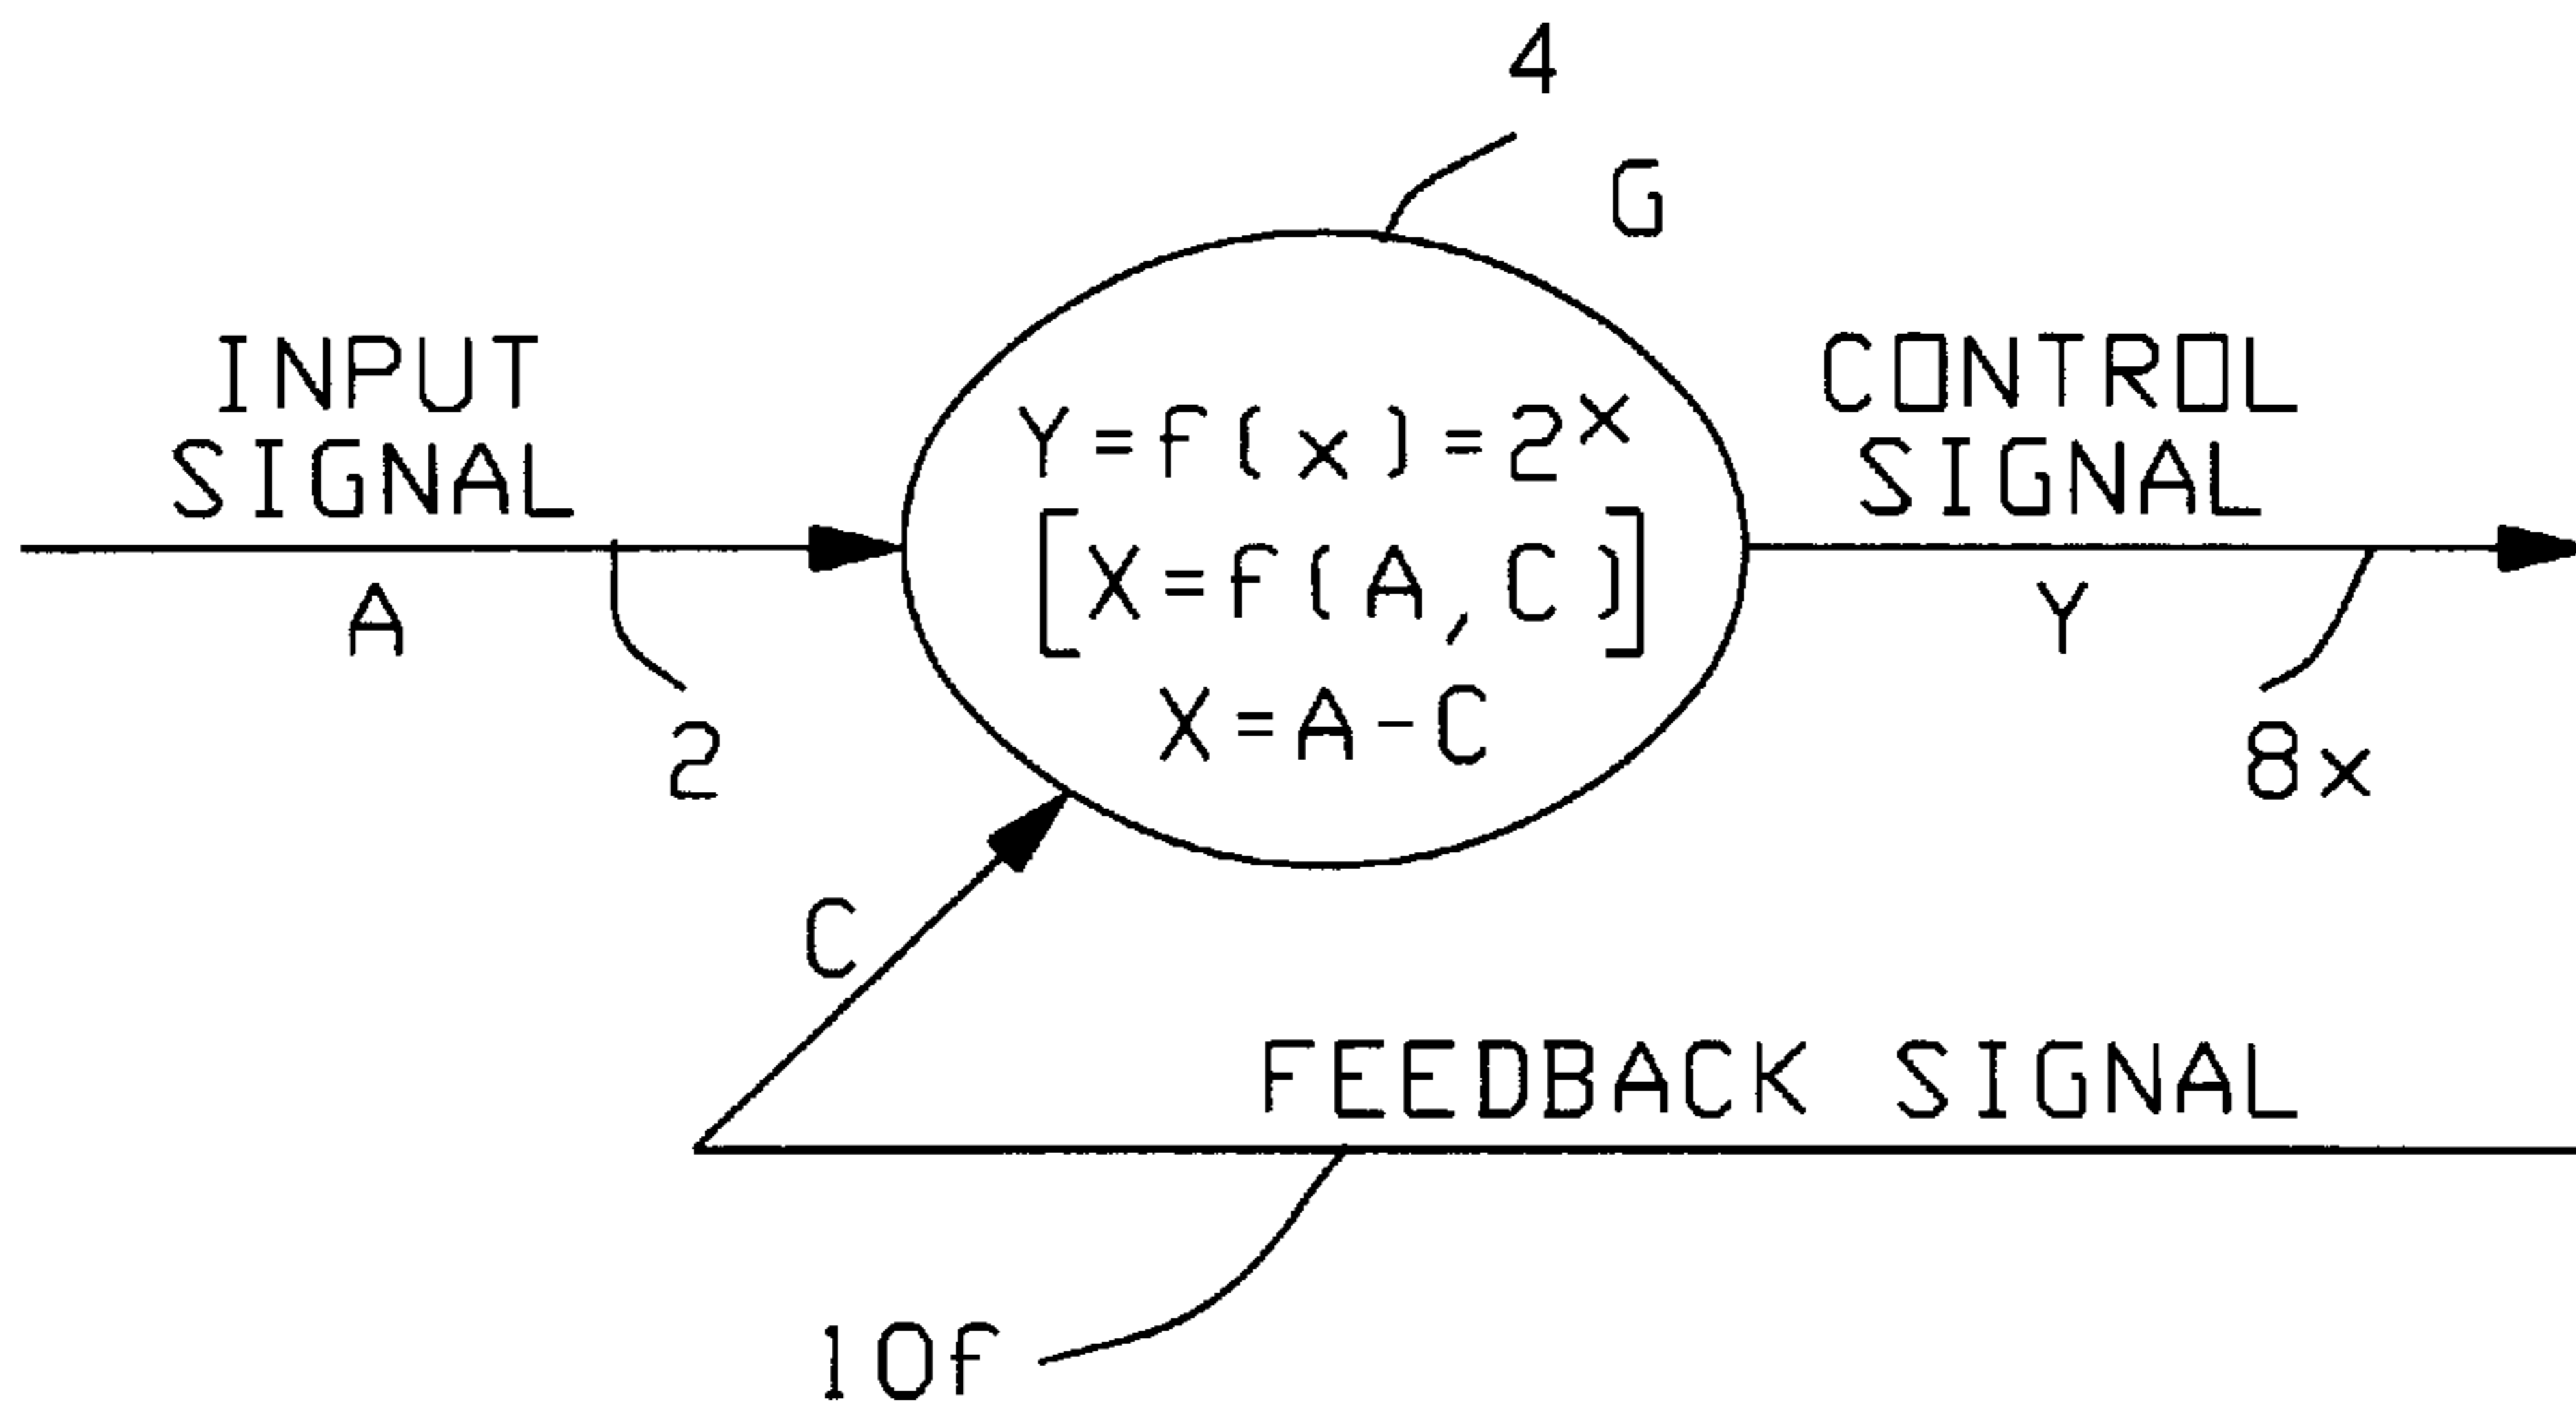 4
G
INPUT
SIGNAL
A
2
Y=f(x)=2^x
[X=f(A,C)]
X=A-C
CONTROL
SIGNAL
Y
8x
C
FEEDBACK SIGNAL
10f